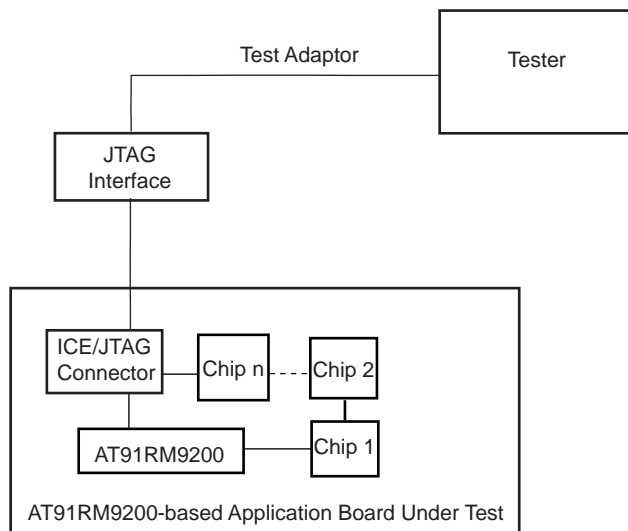 Test Adaptor
Tester
JTAG
Interface
ICE/JTAG
Connector
Chip n
Chip 2
AT91RM9200
Chip 1
AT91RM9200-based Application Board Under Test